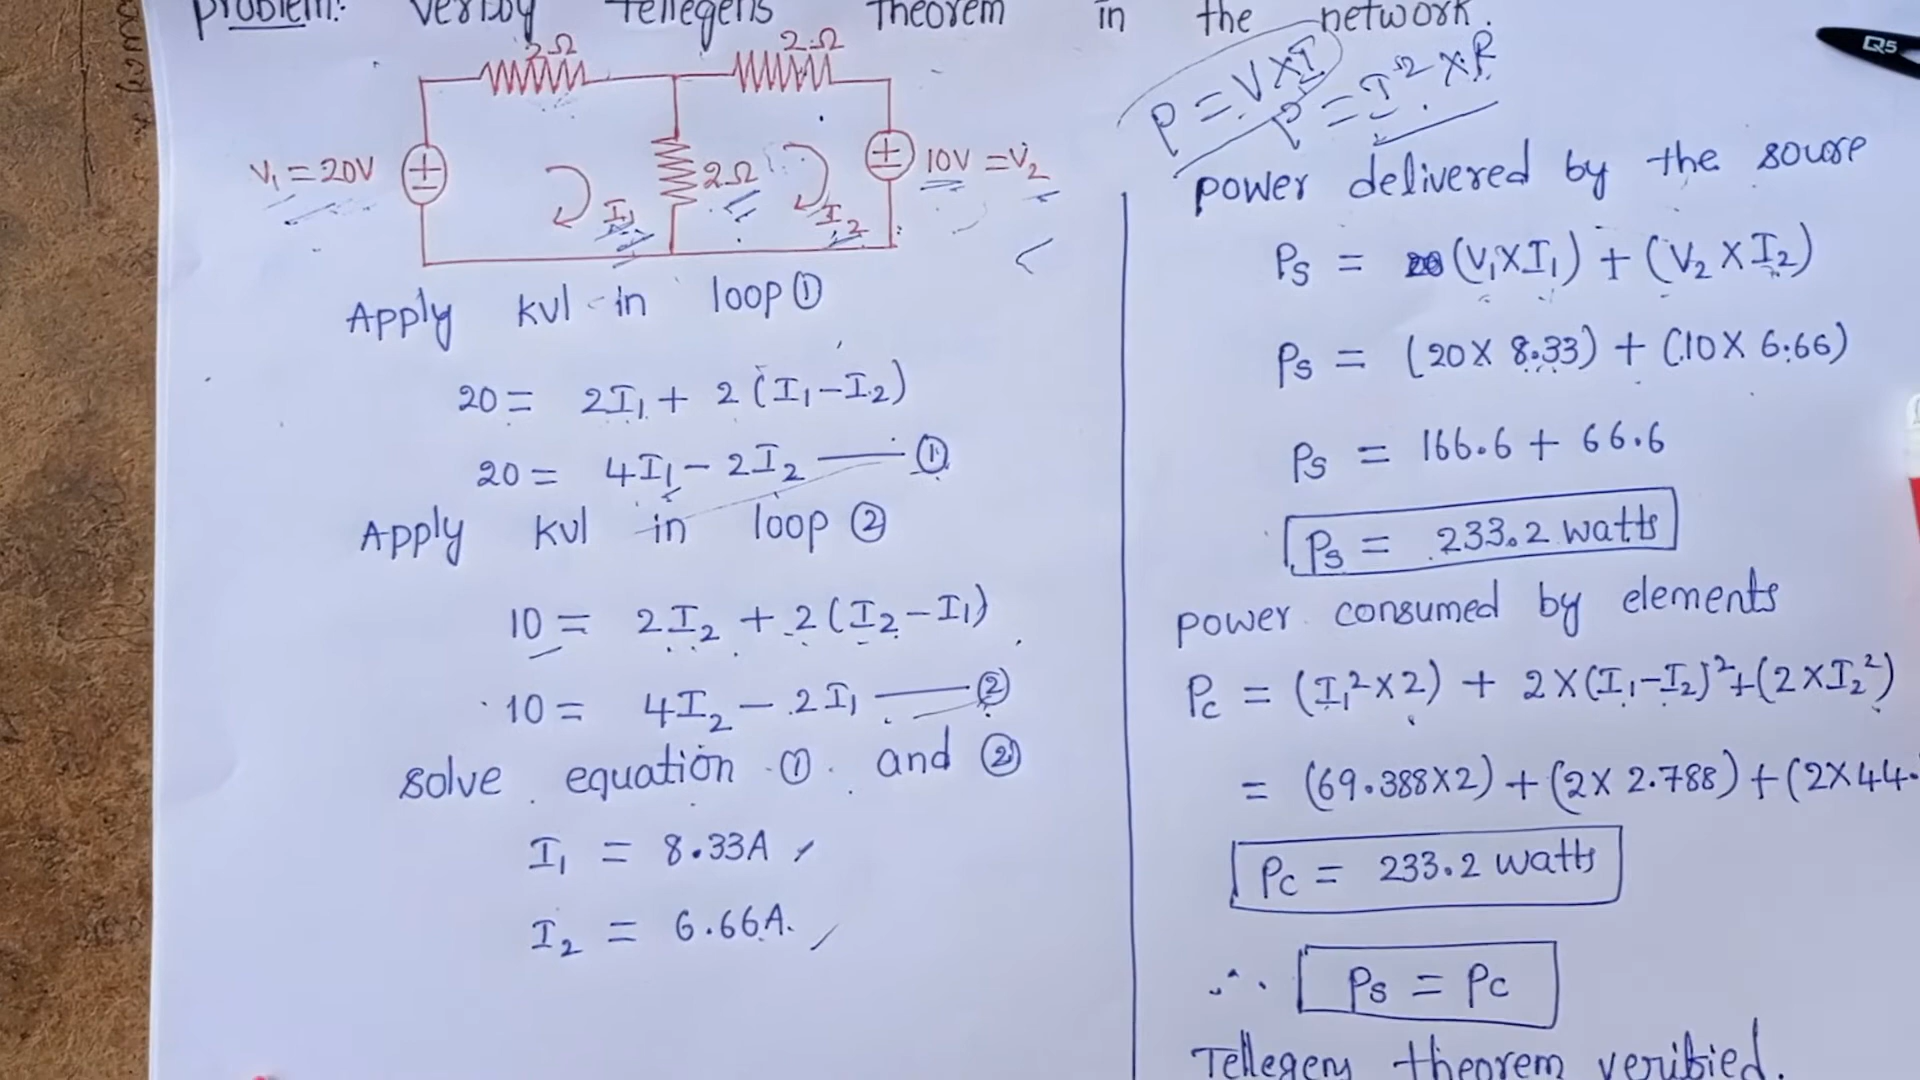 problem: veribby Tellegens Theorem in the network.
2Ω 2Ω
V₁=20V 2Ω 10V=V₂
I₁ I₂
Apply kvl in loop ①
20= 2I₁+ 2(I₁-I₂)
20= 4I₁- 2I₂ —— ①
Apply kvl in loop ②
10= 2I₂ + 2(I₂-I₁)
10= 4I₂- 2I₁ —— ②
solve equation ① and ②
I₁ = 8.33A
I₂ = 6.66A.
P=V×I
P=I²×R
power delivered by the sourse
Ps = (V₁×I₁)+(V₂×I₂)
Ps = (20×8.33)+(10×6.66)
Ps = 166.6+66.6
Ps = 233.2 watts
power consumed by elements
Pc = (I₁²×2) + 2×(I₁-I₂)²+(2×I₂²)
= (69.388×2)+(2×2.788)+(2×44.
Pc = 233.2 watts
∴ Ps = Pc
Tellegens theorem veribied.
Q5